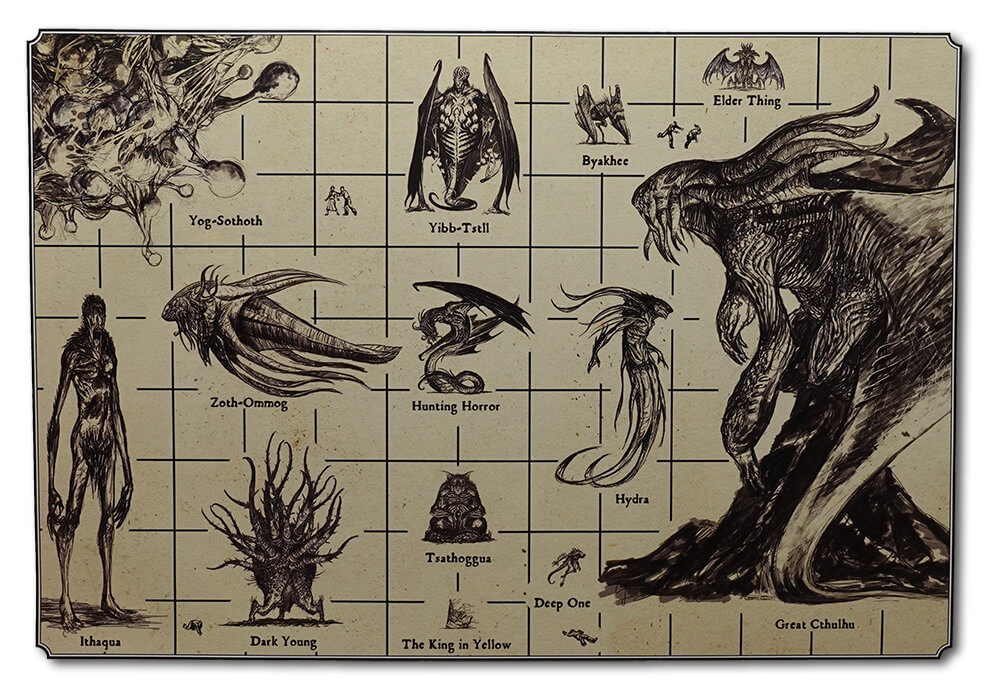 Elder Thing
Byakhee
Yog-Sothoth
Yibb-Tstll
Zoth-Ommog
Hunting Horror
Hydra
Tsathoggua
Deep One
Great Cthulhu
Ithaqua
Dark Young
The King in Yellow